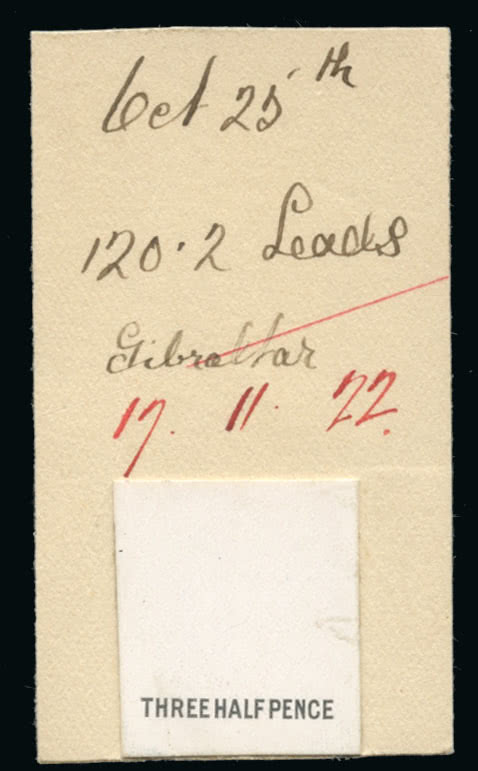 Oct 25th
120.2 Leads
Gibraltar
17. 11. 22.
THREE HALFPENCE